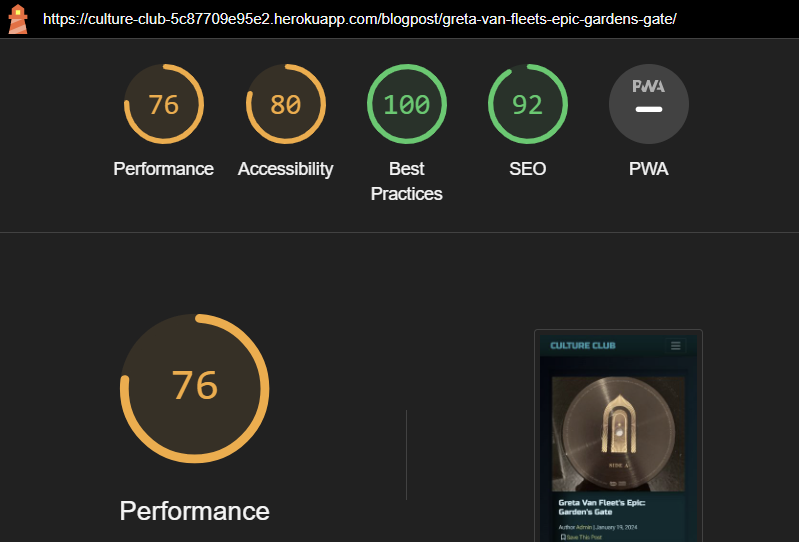 https://culture-club-5c87709e95e2.herokuapp.com/blogpost/greta-van-fleets-epic-gardens-gate/
PWA
76
80
100
92
Performance
Accessibility
Best
Practices
SEO
PWA
76
Performance
CULTURE CLUB
SIDE A
Greta Van Fleet's Epic:
Garden's Gate
Author Admin | January 19, 2024
Save This Post